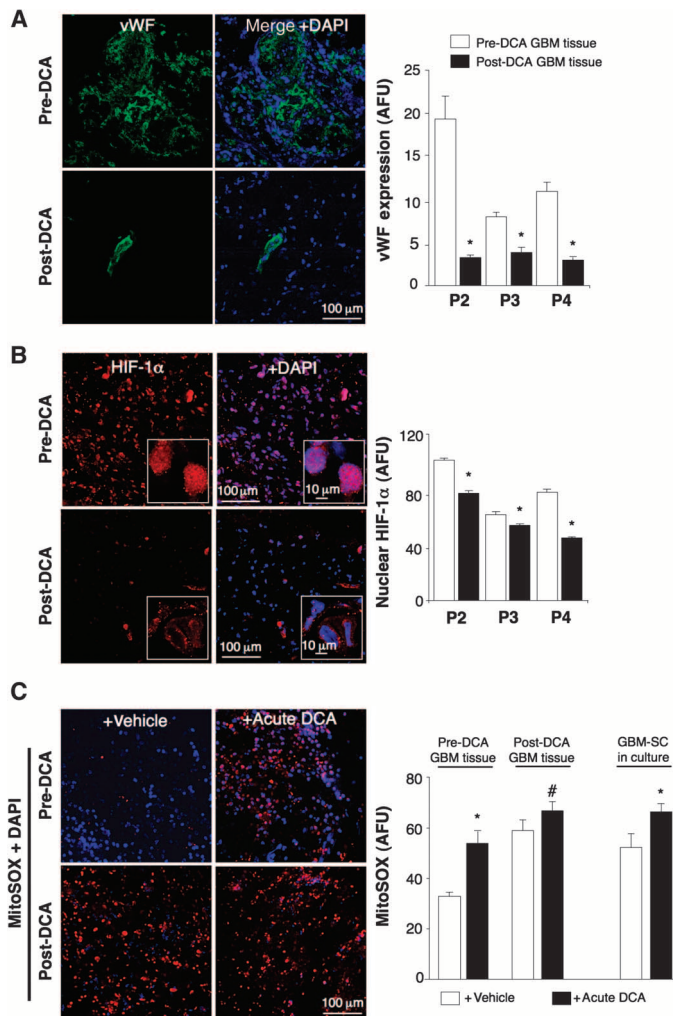 A
vWF
Merge +DAPI
Pre-DCA
Post-DCA
100 μm
Pre-DCA GBM tissue
Post-DCA GBM tissue
vWF expression (AFU)
25
20
15
10
5
0
*
*
*
P2
P3
P4
B
HIF-1α
+DAPI
Pre-DCA
100 μm
10 μm
Post-DCA
100 μm
10 μm
Nuclear HIF-1α (AFU)
120
80
40
0
*
*
*
P2
P3
P4
C
+Vehicle
+Acute DCA
MitoSOX + DAPI
Pre-DCA
Post-DCA
100 μm
Pre-DCA
GBM tissue
Post-DCA
GBM tissue
GBM-SC
in culture
MitoSOX (AFU)
80
60
40
20
0
*
#
*
+Vehicle
+Acute DCA